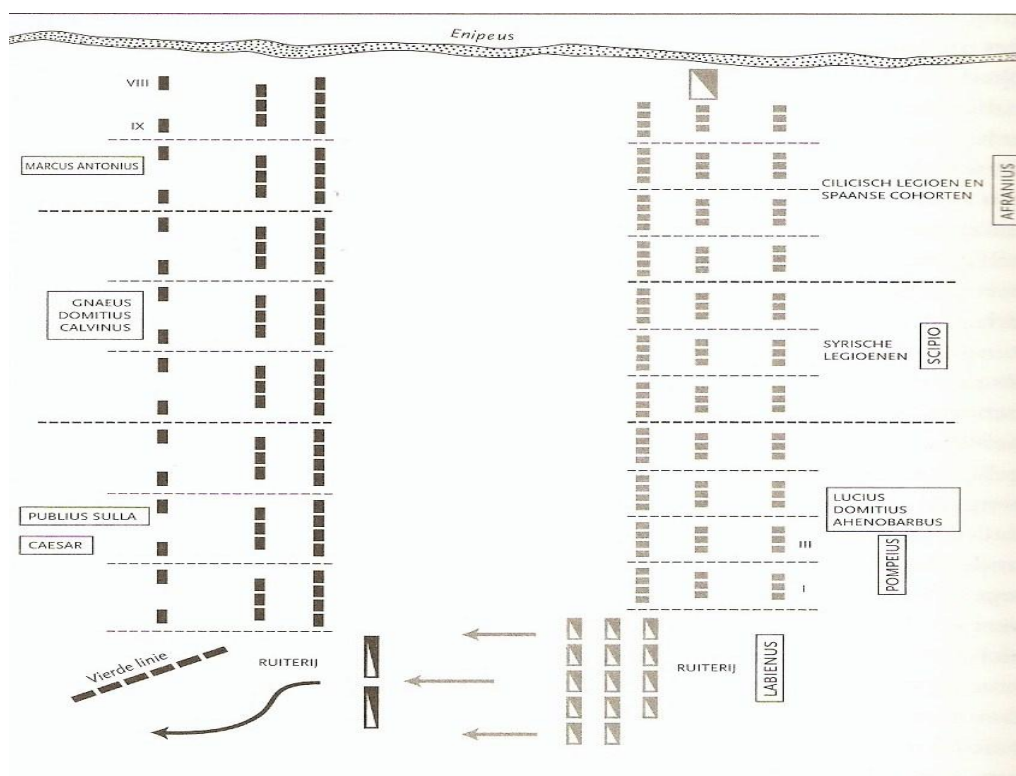 Enipeus
VIII
IX
MARCUS ANTONIUS
GNAEUS
DOMITIUS
CALVINUS
PUBLIUS SULLA
CAESAR
Vierde linie
RUITERIJ
CILICISCH LEGIOEN EN
SPAANSE COHORTEN
AFRANIUS
SYRISCHE
LEGIOENEN
SCIPIO
LUCIUS
DOMITIUS
AHENOBARBUS
III
POMPEIUS
I
RUITERIJ
LABIENUS